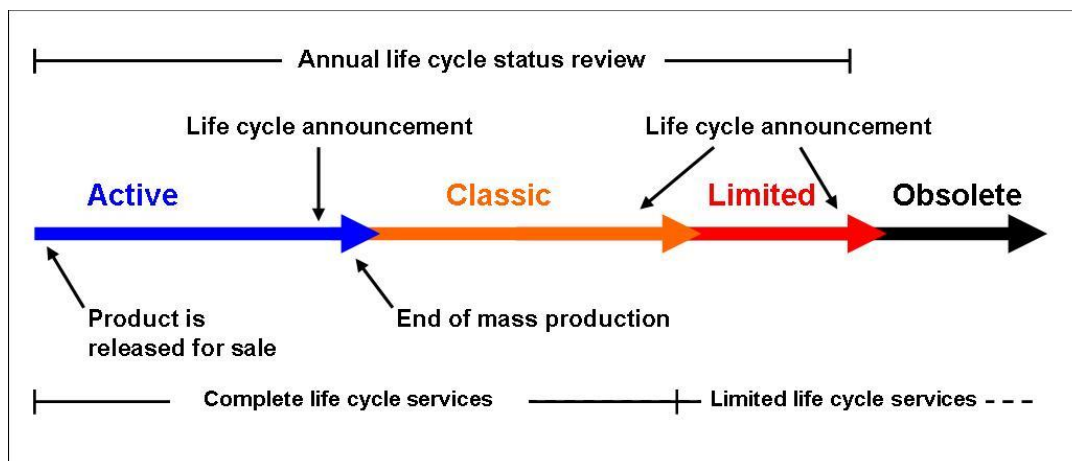 Annual life cycle status review
Life cycle announcement
Life cycle announcement
Active
Classic
Limited
Obsolete
Product is
released for sale
End of mass production
Complete life cycle services
Limited life cycle services